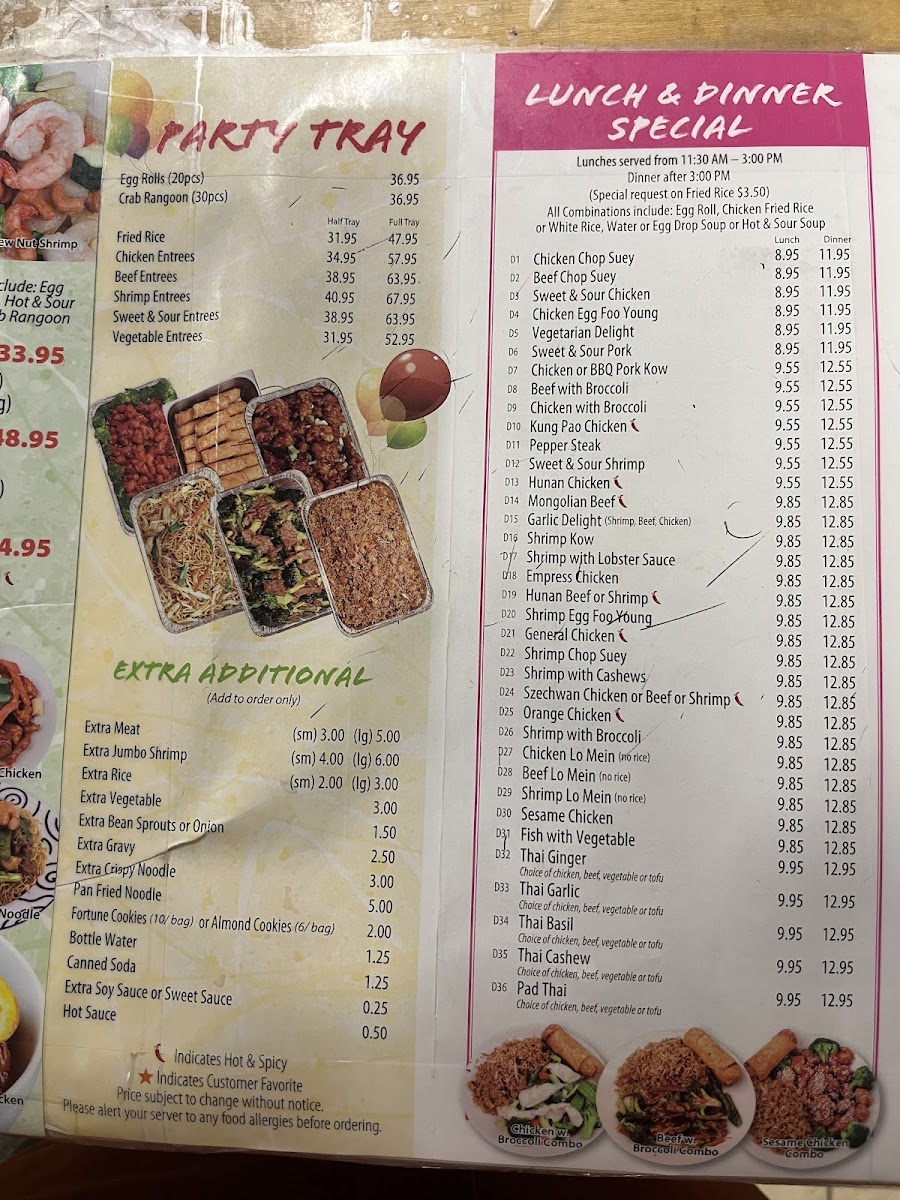 ew Nut Shrimp
clude: Egg
Hot & Sour
b Rangoon
33.95
)
g)
48.95
)
4.95
Chicken
Noodle
cken
PARTY TRAY
Egg Rolls (20pcs) 36.95
Crab Rangoon (30pcs) 36.95
Half Tray Full Tray
Fried Rice 31.95 47.95
Chicken Entrees 34.95 57.95
Beef Entrees 38.95 63.95
Shrimp Entrees 40.95 67.95
Sweet & Sour Entrees 38.95 63.95
Vegetable Entrees 31.95 52.95
EXTRA ADDITIONAL
(Add to order only)
Extra Meat (sm) 3.00 (lg) 5.00
Extra Jumbo Shrimp (sm) 4.00 (lg) 6.00
Extra Rice (sm) 2.00 (lg) 3.00
Extra Vegetable 3.00
Extra Bean Sprouts or Onion 1.50
Extra Gravy 2.50
Extra Crispy Noodle 3.00
Pan Fried Noodle 5.00
Fortune Cookies (10/ bag) or Almond Cookies (6/ bag) 2.00
Bottle Water 1.25
Canned Soda 1.25
Extra Soy Sauce or Sweet Sauce 0.25
Hot Sauce 0.50
Indicates Hot & Spicy
★ Indicates Customer Favorite
Price subject to change without notice.
Please alert your server to any food allergies before ordering.
LUNCH & DINNER
SPECIAL
Lunches served from 11:30 AM – 3:00 PM
Dinner after 3:00 PM
(Special request on Fried Rice $3.50)
All Combinations include: Egg Roll, Chicken Fried Rice
or White Rice, Water or Egg Drop Soup or Hot & Sour Soup
Lunch Dinner
D1 Chicken Chop Suey 8.95 11.95
D2 Beef Chop Suey 8.95 11.95
D3 Sweet & Sour Chicken 8.95 11.95
D4 Chicken Egg Foo Young 8.95 11.95
D5 Vegetarian Delight 8.95 11.95
D6 Sweet & Sour Pork 8.95 11.95
D7 Chicken or BBQ Pork Kow 9.55 12.55
D8 Beef with Broccoli 9.55 12.55
D9 Chicken with Broccoli 9.55 12.55
D10 Kung Pao Chicken 9.55 12.55
D11 Pepper Steak 9.55 12.55
D12 Sweet & Sour Shrimp 9.55 12.55
D13 Hunan Chicken 9.55 12.55
D14 Mongolian Beef 9.85 12.85
D15 Garlic Delight (Shrimp, Beef, Chicken) 9.85 12.85
D16 Shrimp Kow 9.85 12.85
D17 Shrimp with Lobster Sauce 9.85 12.85
D18 Empress Chicken 9.85 12.85
D19 Hunan Beef or Shrimp 9.85 12.85
D20 Shrimp Egg Foo Young 9.85 12.85
D21 General Chicken 9.85 12.85
D22 Shrimp Chop Suey 9.85 12.85
D23 Shrimp with Cashews 9.85 12.85
D24 Szechwan Chicken or Beef or Shrimp 9.85 12.85
D25 Orange Chicken 9.85 12.85
D26 Shrimp with Broccoli 9.85 12.85
D27 Chicken Lo Mein (no rice) 9.85 12.85
D28 Beef Lo Mein (no rice) 9.85 12.85
D29 Shrimp Lo Mein (no rice) 9.85 12.85
D30 Sesame Chicken 9.85 12.85
D31 Fish with Vegetable 9.85 12.85
D32 Thai Ginger 9.95 12.95
Choice of chicken, beef, vegetable or tofu
D33 Thai Garlic 9.95 12.95
Choice of chicken, beef, vegetable or tofu
D34 Thai Basil 9.95 12.95
Choice of chicken, beef, vegetable or tofu
D35 Thai Cashew 9.95 12.95
Choice of chicken, beef, vegetable or tofu
D36 Pad Thai 9.95 12.95
Choice of chicken, beef, vegetable or tofu
Chicken w.
Broccoli Combo
Beef w.
Broccoli Combo
Sesame Chicken
Combo